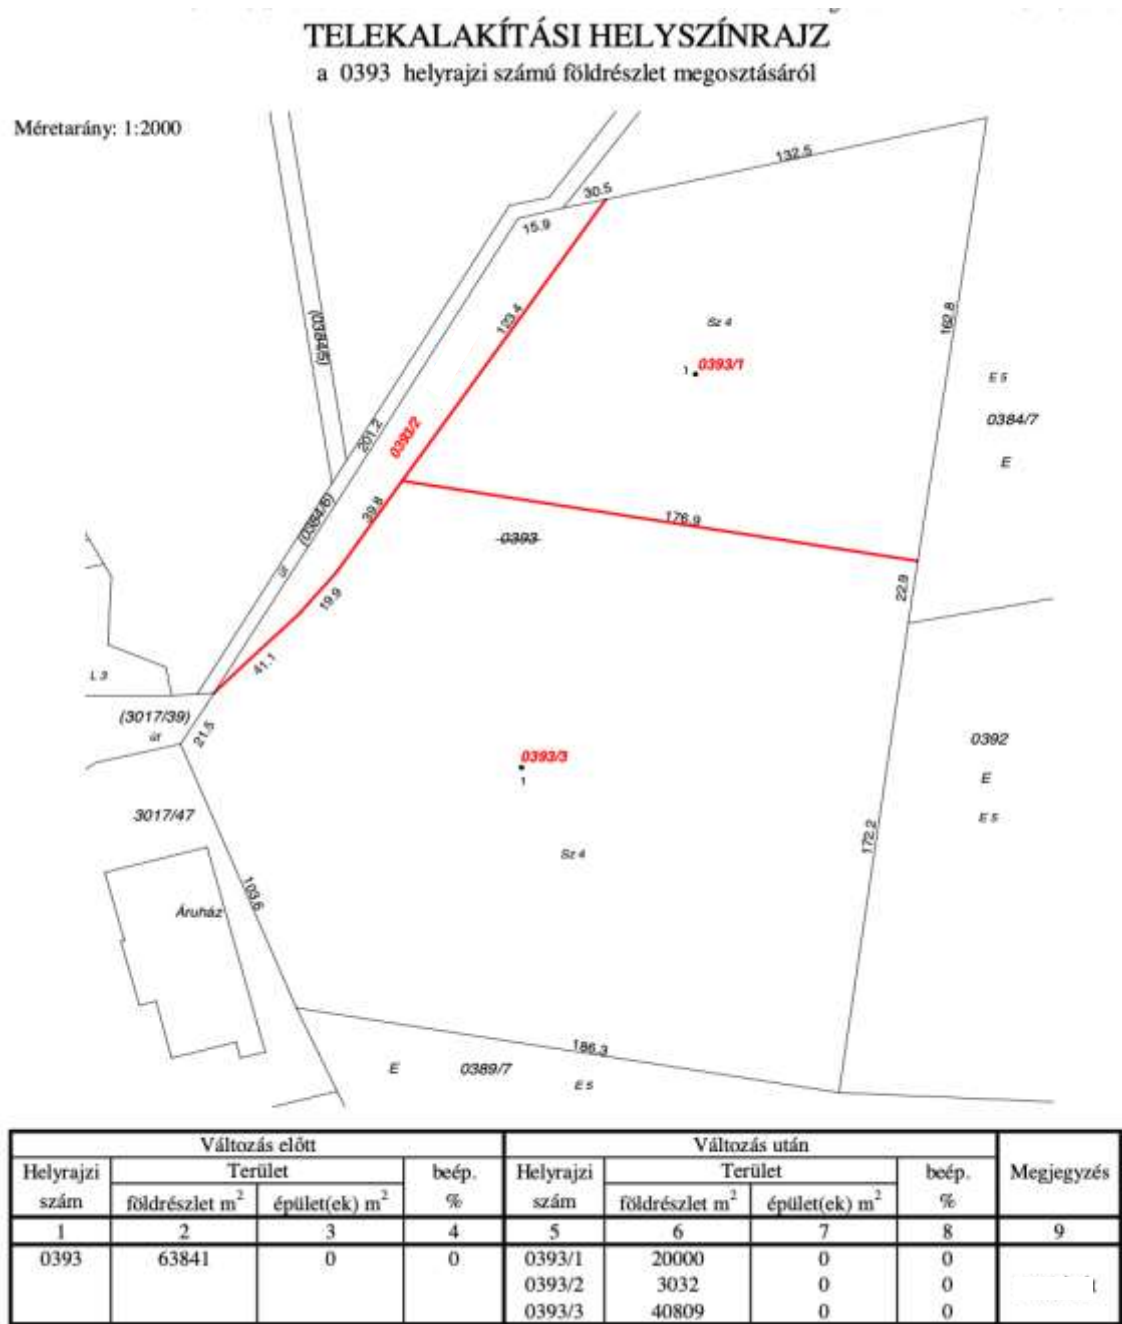 TELEKALAKÍTÁSI HELYSZÍNRAJZ
a 0393 helyrajzi számú földrészlet megosztásáról
Méretarány: 1:2000
132.5
30.5
15.9
123.4
(0384/5)
Sz 4
162.8
1 0393/1
E 5
0384/7
E
201.2
0393/2
39.8
(0384/6)
út
176.9
0393
22.9
19.9
41.1
L 3
(3017/39)
út
21.5
0392
E
E 5
0393/3
1
3017/47
172.2
Sz 4
103.6
Áruház
186.3
E 0389/7
E 5
Változás előtt Változás után
Helyrajzi szám Terület beép. % Helyrajzi szám Terület beép. % Megjegyzés
földrészlet m² épület(ek) m² földrészlet m² épület(ek) m²
1 2 3 4 5 6 7 8 9
0393 63841 0 0 0393/1 20000 0 0
0393/2 3032 0 0
0393/3 40809 0 0